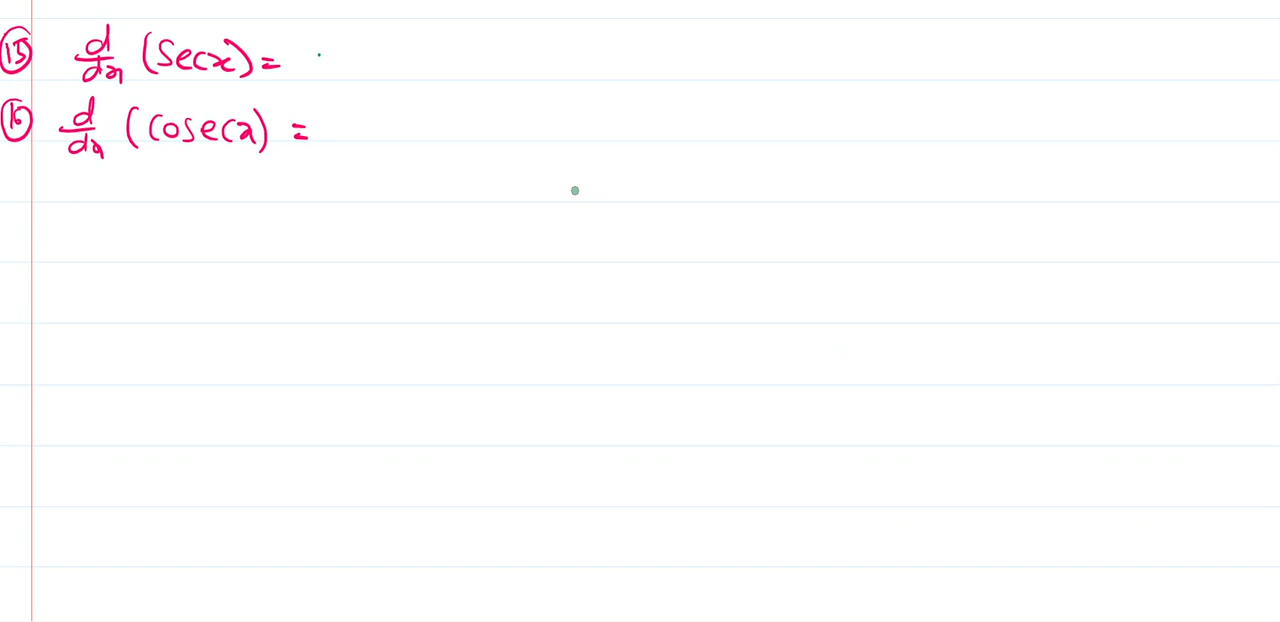 ⑮ d/dx (Secx) =
⑯ d/dx (cosecx) =